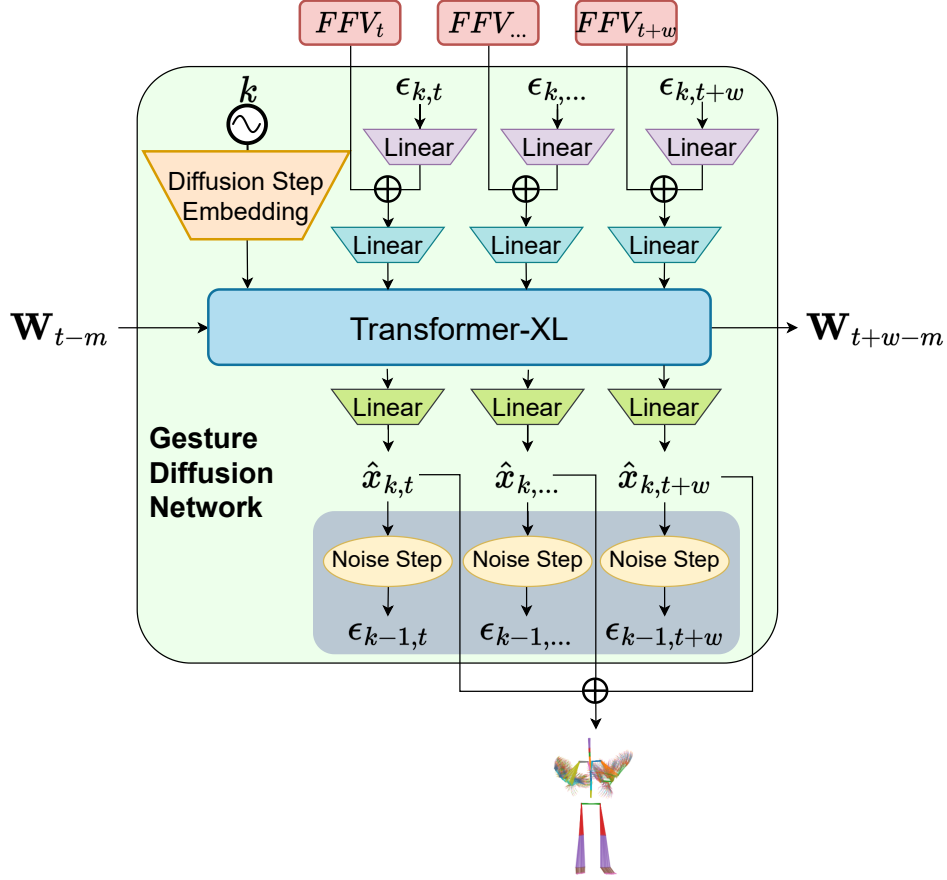 FFV_t FFV_... FFV_{t+w}
k
ϵ_{k,t} ϵ_{k,...} ϵ_{k,t+w}
Linear Linear Linear
Diffusion Step
Embedding
Linear Linear Linear
W_{t−m} Transformer-XL W_{t+w−m}
Linear Linear Linear
Gesture
Diffusion
Network
x̂_{k,t} x̂_{k,...} x̂_{k,t+w}
Noise Step Noise Step Noise Step
ϵ_{k−1,t} ϵ_{k−1,...} ϵ_{k−1,t+w}